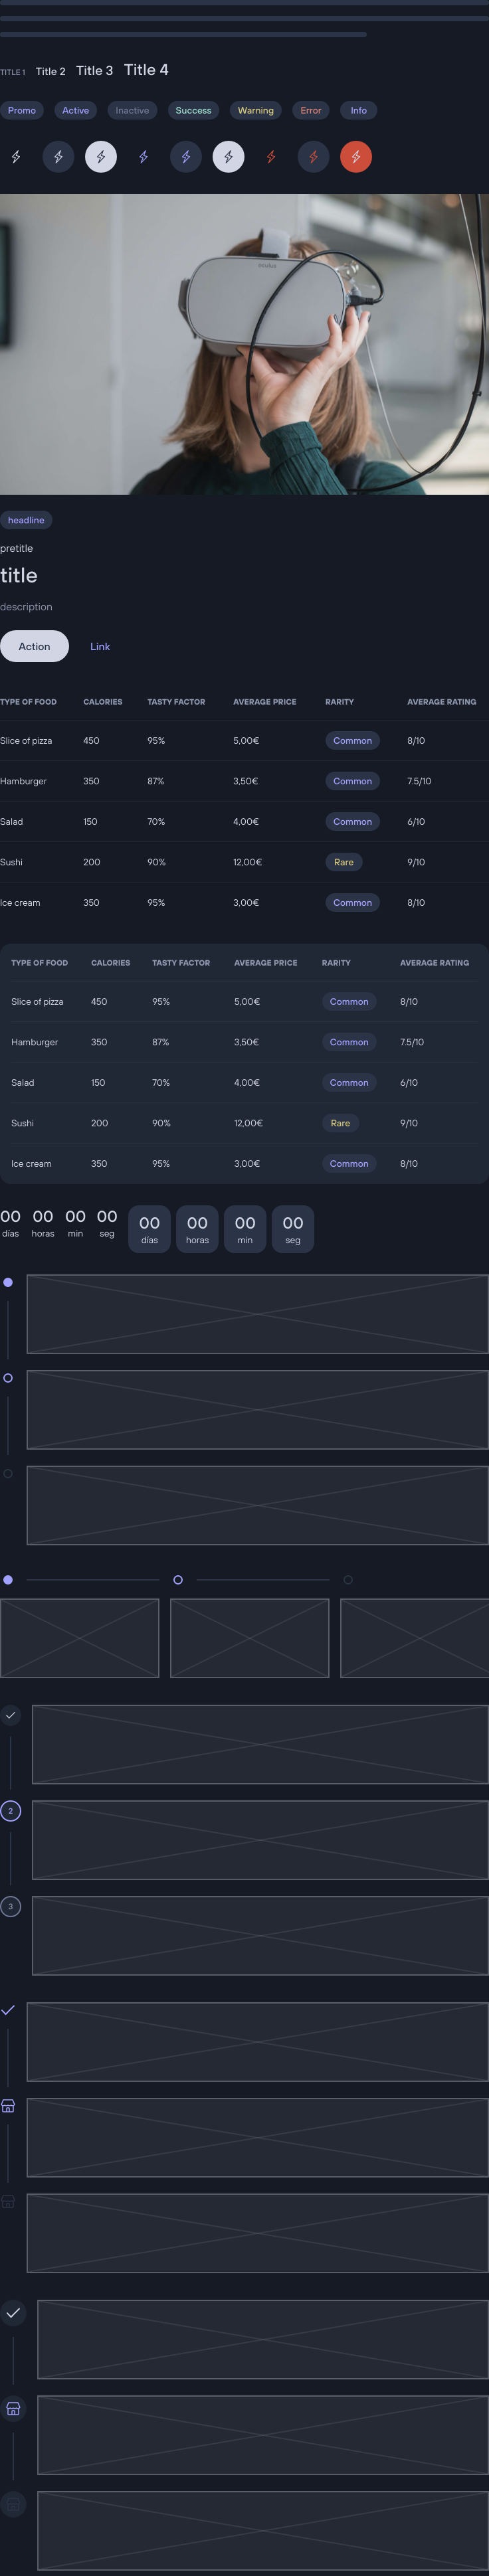 TITLE 1 Title 2 Title 3 Title 4
Promo Active Inactive Success Warning Error Info
oculus
headline
pretitle
title
description
Action Link
TYPE OF FOOD CALORIES TASTY FACTOR AVERAGE PRICE RARITY AVERAGE RATING
Slice of pizza 450 95% 5,00€ Common 8/10
Hamburger 350 87% 3,50€ Common 7.5/10
Salad 150 70% 4,00€ Common 6/10
Sushi 200 90% 12,00€ Rare 9/10
Ice cream 350 95% 3,00€ Common 8/10
TYPE OF FOOD CALORIES TASTY FACTOR AVERAGE PRICE RARITY AVERAGE RATING
Slice of pizza 450 95% 5,00€ Common 8/10
Hamburger 350 87% 3,50€ Common 7.5/10
Salad 150 70% 4,00€ Common 6/10
Sushi 200 90% 12,00€ Rare 9/10
Ice cream 350 95% 3,00€ Common 8/10
00 00 00 00 00 00 00 00
días horas min seg días horas min seg
2
3